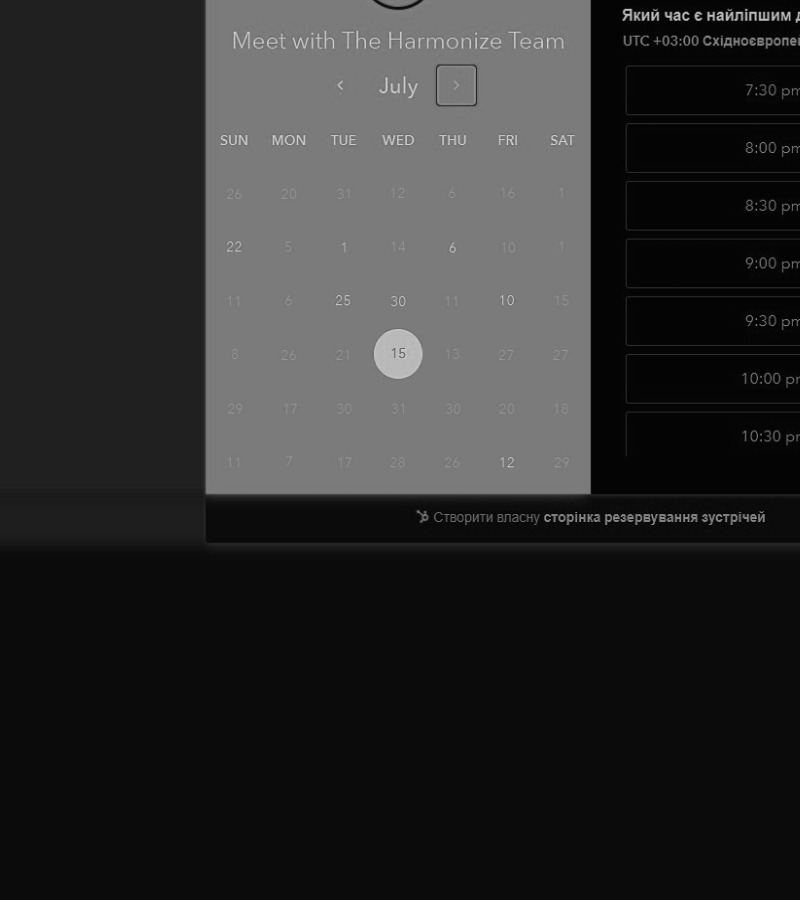 Meet with The Harmonize Team
July
SUN MON TUE WED THU FRI SAT
26 20 31 12 6 16 1
22 5 1 14 6 10 1
11 6 25 30 11 10 15
8 26 21 15 13 27 27
29 17 30 31 30 20 18
11 7 17 28 26 12 29
Який час є найліпшим
UTC +03:00
7:30 pm
8:00 pm
8:30 pm
9:00 pm
9:30 pm
10:00
10:30 pm
Створити власну сторінка резервування зустрічей